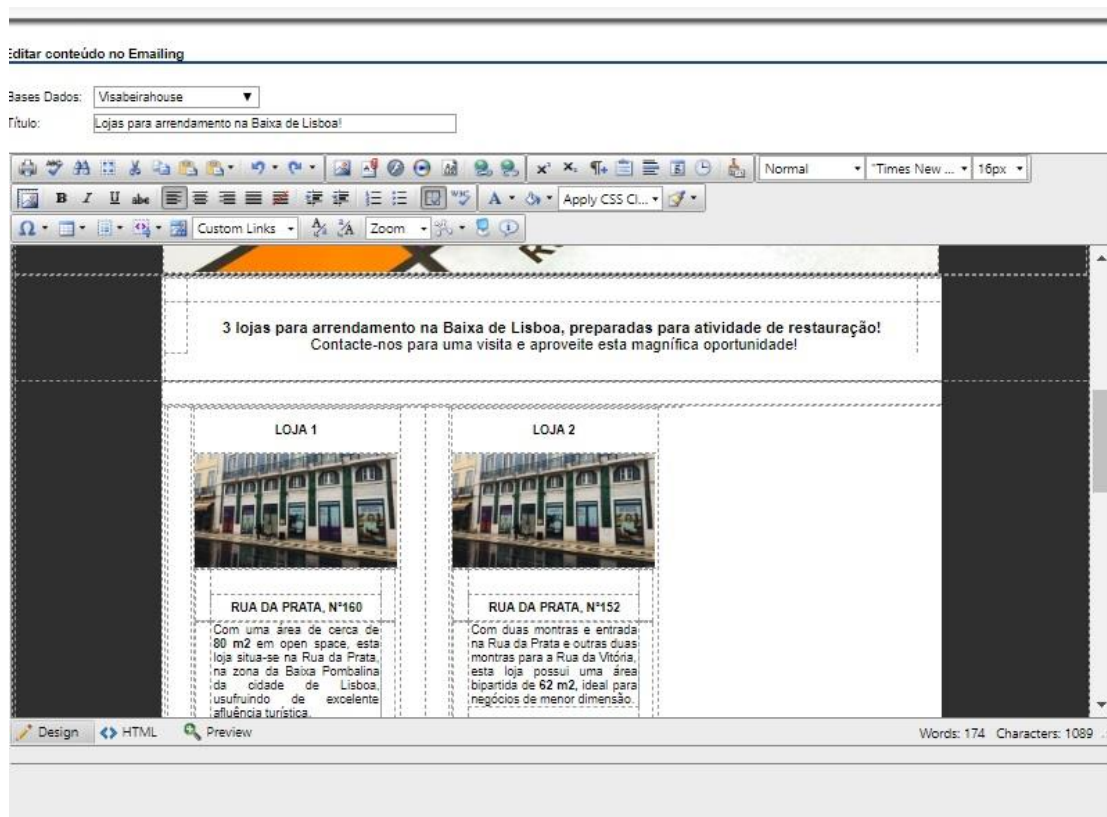 Editar conteúdo no Emailing
Bases Dados: Visabeirahouse
Título: Lojas para arrendamento na Baixa de Lisboa!
Normal "Times New ... 16px
B I U abc W3C A Apply CSS Cl...
Ω Custom Links Zoom
3 lojas para arrendamento na Baixa de Lisboa, preparadas para atividade de restauração!
Contacte-nos para uma visita e aproveite esta magnífica oportunidade!
LOJA 1
RUA DA PRATA, Nº160
Com uma área de cerca de
80 m2 em open space, esta
loja situa-se na Rua da Prata,
na zona da Baixa Pombalina
da cidade de Lisboa,
usufruindo de excelente
afluência turística.
LOJA 2
RUA DA PRATA, Nº152
Com duas montras e entrada
na Rua da Prata e outras duas
montras para a Rua da Vitória,
esta loja possui uma área
bipartida de 62 m2, ideal para
negócios de menor dimensão.
Design HTML Preview Words: 174 Characters: 1089